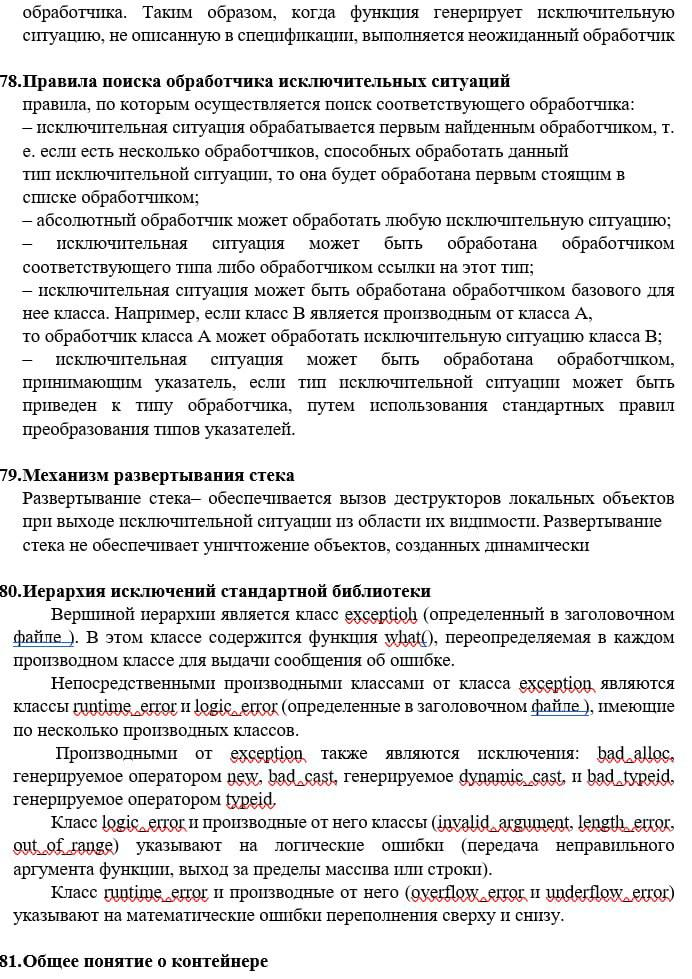 обработчика. Таким образом, когда функция генерирует исключительную
ситуацию, не описанную в спецификации, выполняется неожиданный обработчик
78.Правила поиска обработчика исключительных ситуаций
правила, по которым осуществляется поиск соответствующего обработчика:
– исключительная ситуация обрабатывается первым найденным обработчиком, т.
е. если есть несколько обработчиков, способных обработать данный
тип исключительной ситуации, то она будет обработана первым стоящим в
списке обработчиком;
– абсолютный обработчик может обработать любую исключительную ситуацию;
– исключительная ситуация может быть обработана обработчиком
соответствующего типа либо обработчиком ссылки на этот тип;
– исключительная ситуация может быть обработана обработчиком базового для
нее класса. Например, если класс В является производным от класса А,
то обработчик класса А может обработать исключительную ситуацию класса В;
– исключительная ситуация может быть обработана обработчиком,
принимающим указатель, если тип исключительной ситуации может быть
приведен к типу обработчика, путем использования стандартных правил
преобразования типов указателей.
79.Механизм развертывания стека
Развертывание стека– обеспечивается вызов деструкторов локальных объектов
при выходе исключительной ситуации из области их видимости. Развертывание
стека не обеспечивает уничтожение объектов, созданных динамически
80.Иерархия исключений стандартной библиотеки
Вершиной иерархии является класс exceptioh (определенный в заголовочном
файле ). В этом классе содержится функция what(), переопределяемая в каждом
производном классе для выдачи сообщения об ошибке.
Непосредственными производными классами от класса exception являются
классы runtime_error и logic_error (определенные в заголовочном файле ), имеющие
по несколько производных классов.
Производными от exception также являются исключения: bad_alloc,
генерируемое оператором new, bad_cast, генерируемое dynamic_cast, и bad_typeid,
генерируемое оператором typeid.
Класс logic_error и производные от него классы (invalid_argument, length_error,
out_of_range) указывают на логические ошибки (передача неправильного
аргумента функции, выход за пределы массива или строки).
Класс runtime_error и производные от него (overflow_error и underflow_error)
указывают на математические ошибки переполнения сверху и снизу.
81.Общее понятие о контейнере